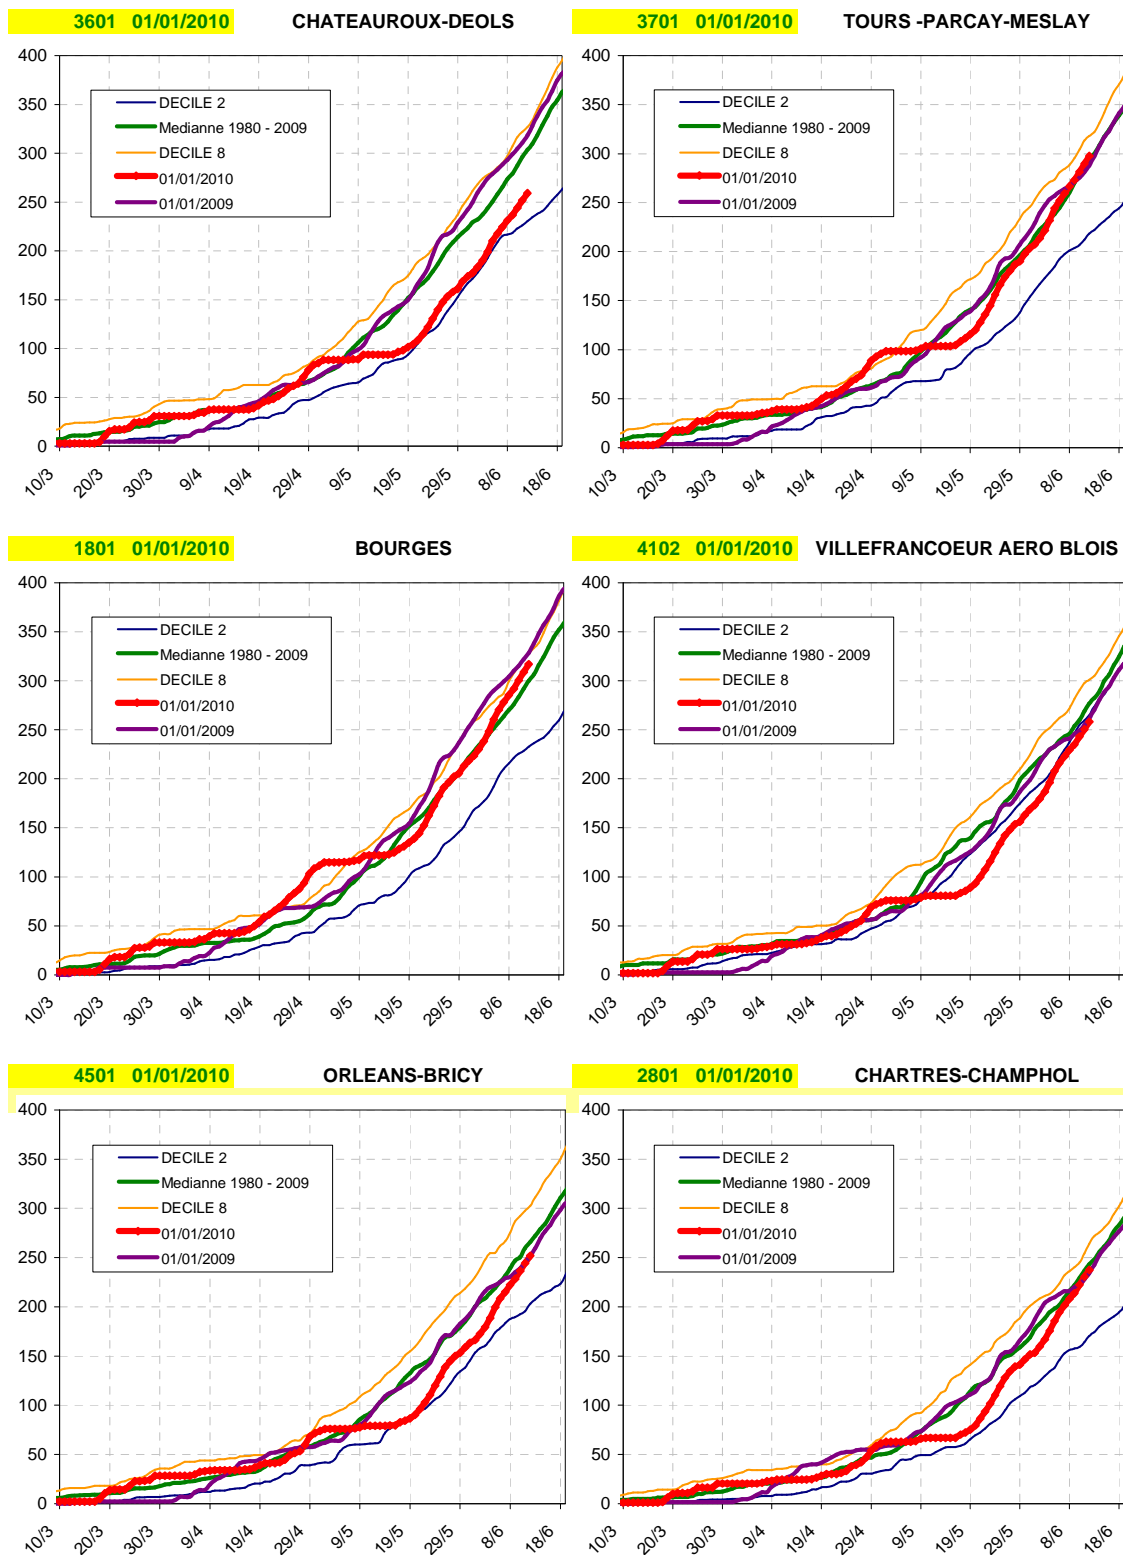 3601 01/01/2010 CHATEAUROUX-DEOLS
400
350
300
250
200
150
100
50
0
DECILE 2
Medianne 1980 - 2009
DECILE 8
01/01/2010
01/01/2009
10/3 20/3 30/3 9/4 19/4 29/4 9/5 19/5 29/5 8/6 18/6
3701 01/01/2010 TOURS -PARCAY-MESLAY
400
350
300
250
200
150
100
50
0
DECILE 2
Medianne 1980 - 2009
DECILE 8
01/01/2010
01/01/2009
10/3 20/3 30/3 9/4 19/4 29/4 9/5 19/5 29/5 8/6 18/6
1801 01/01/2010 BOURGES
400
350
300
250
200
150
100
50
0
DECILE 2
Medianne 1980 - 2009
DECILE 8
01/01/2010
01/01/2009
10/3 20/3 30/3 9/4 19/4 29/4 9/5 19/5 29/5 8/6 18/6
4102 01/01/2010 VILLEFRANCOEUR AERO BLOIS
400
350
300
250
200
150
100
50
0
DECILE 2
Medianne 1980 - 2009
DECILE 8
01/01/2010
01/01/2009
10/3 20/3 30/3 9/4 19/4 29/4 9/5 19/5 29/5 8/6 18/6
4501 01/01/2010 ORLEANS-BRICY
400
350
300
250
200
150
100
50
0
DECILE 2
Medianne 1980 - 2009
DECILE 8
01/01/2010
01/01/2009
10/3 20/3 30/3 9/4 19/4 29/4 9/5 19/5 29/5 8/6 18/6
2801 01/01/2010 CHARTRES-CHAMPHOL
400
350
300
250
200
150
100
50
0
DECILE 2
Medianne 1980 - 2009
DECILE 8
01/01/2010
01/01/2009
10/3 20/3 30/3 9/4 19/4 29/4 9/5 19/5 29/5 8/6 18/6